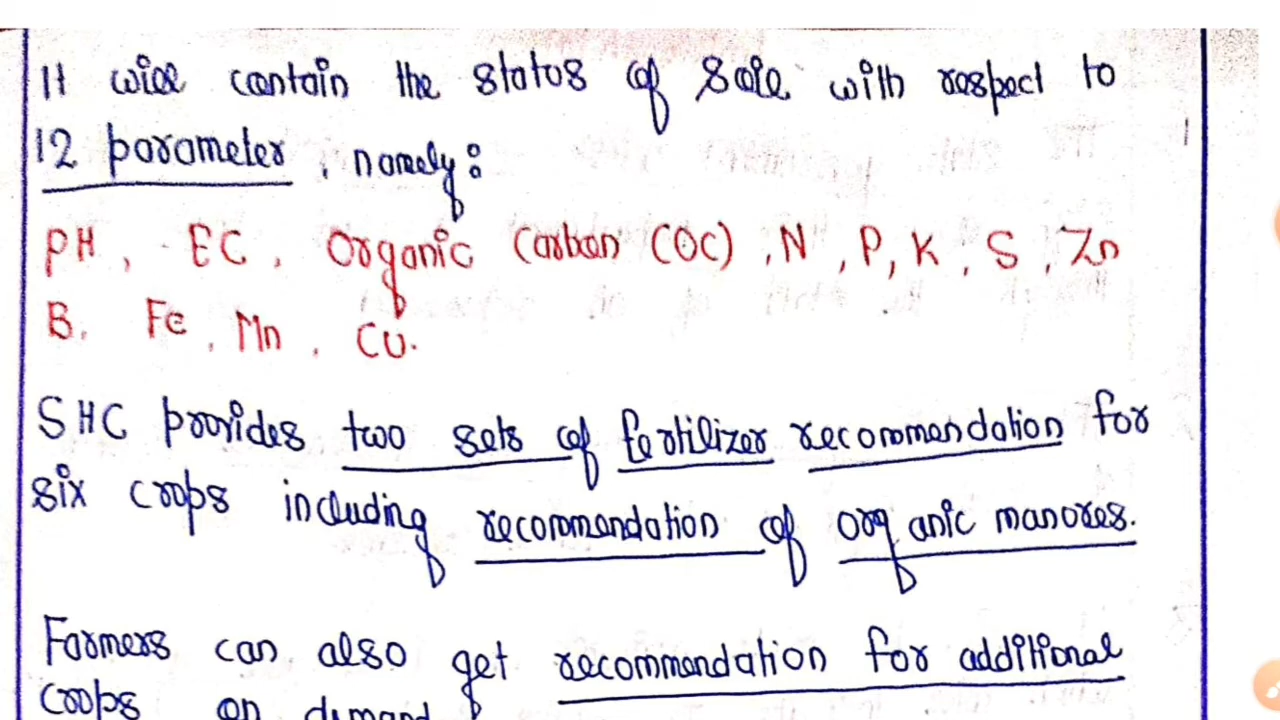 It will contain the status of soil with respect to
12 parameter, namely:
PH, EC, Organic Carbon (OC), N, P, K, S, Zn
B, Fe, Mn, Cu.
SHC provides two sets of fertilizer recommendation for
six crops including recommendation of organic manures.
Farmers can also get recommendation for additional
crops on demand